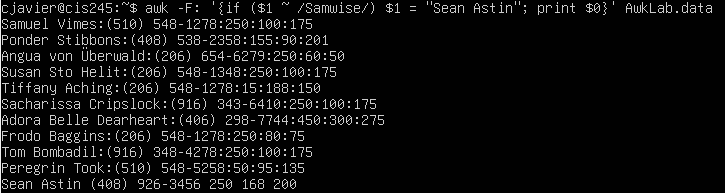 cjavier@cis245:~$ awk -F: '{if ($1 ~ /Samwise/) $1 = "Sean Astin"; print $0}' AwkLab.data
Samuel Vimes:(510) 548-1278:250:100:175
Ponder Stibbons:(408) 538-2358:155:90:201
Angua von Überwald:(206) 654-6279:250:60:50
Susan Sto Helit:(206) 548-1348:250:100:175
Tiffany Aching:(206) 548-1278:15:188:150
Sacharissa Cripslock:(916) 343-6410:250:100:175
Adora Belle Dearheart:(406) 298-7744:450:300:275
Frodo Baggins:(206) 548-1278:250:80:75
Tom Bombadil:(916) 348-4278:250:100:175
Peregrin Took:(510) 548-5258:50:95:135
Sean Astin (408) 926-3456 250 168 200